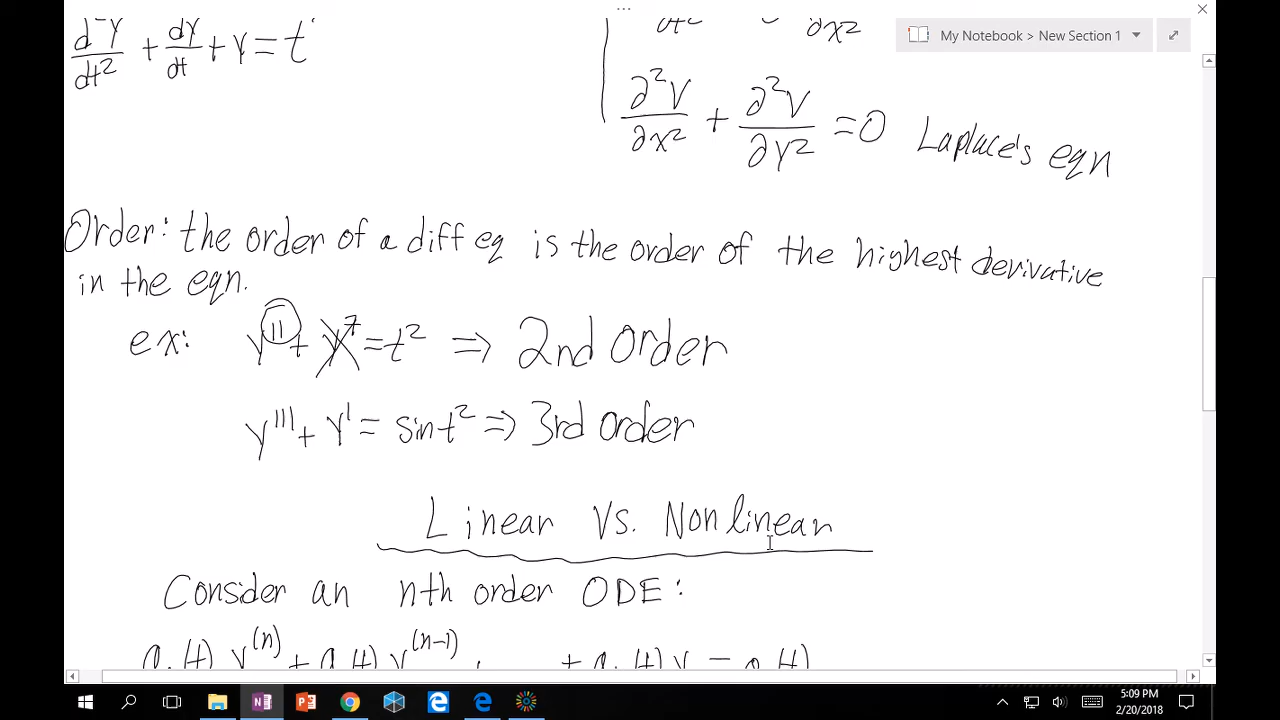 My Notebook > New Section 1
d²y/dt² + dy/dt + y = t
∂²V/∂x² + ∂²V/∂y² = 0 Laplace's eqn
Order: the order of a diff eq is the order of the highest derivative
in the eqn.
ex: y'' + y⁷ = t² ⇒ 2nd order
y''' + y' = sin t² ⇒ 3rd order
Linear Vs. Nonlinear
Consider an nth order ODE:
5:09 PM
2/20/2018